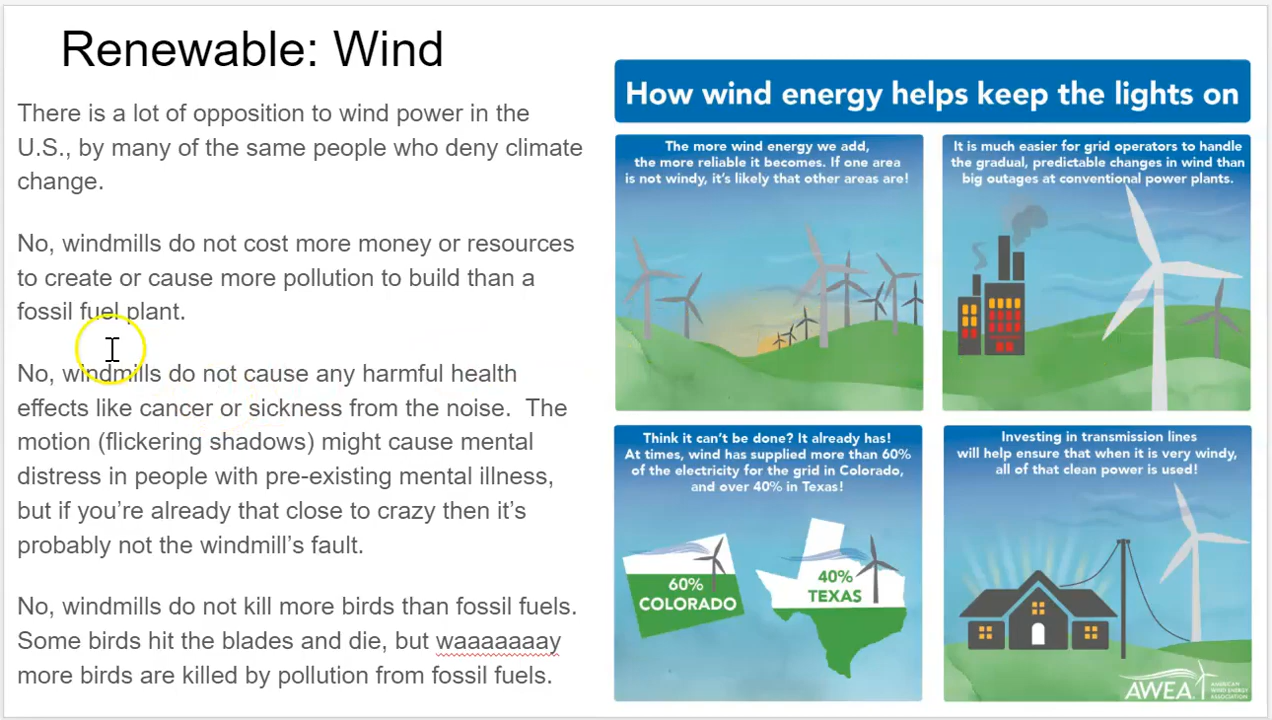 Renewable: Wind
There is a lot of opposition to wind power in the
U.S., by many of the same people who deny climate
change.
No, windmills do not cost more money or resources
to create or cause more pollution to build than a
fossil fuel plant.
No, windmills do not cause any harmful health
effects like cancer or sickness from the noise.  The
motion (flickering shadows) might cause mental
distress in people with pre-existing mental illness,
but if you’re already that close to crazy then it’s
probably not the windmill’s fault.
No, windmills do not kill more birds than fossil fuels.
Some birds hit the blades and die, but waaaaaaay
more birds are killed by pollution from fossil fuels.
How wind energy helps keep the lights on
The more wind energy we add,
the more reliable it becomes. If one area
is not windy, it’s likely that other areas are!
It is much easier for grid operators to handle
the gradual, predictable changes in wind than
big outages at conventional power plants.
Think it can’t be done? It already has!
At times, wind has supplied more than 60%
of the electricity for the grid in Colorado,
and over 40% in Texas!
60%
COLORADO
40%
TEXAS
Investing in transmission lines
will help ensure that when it is very windy,
all of that clean power is used!
AWEA
AMERICAN
WIND ENERGY
ASSOCIATION